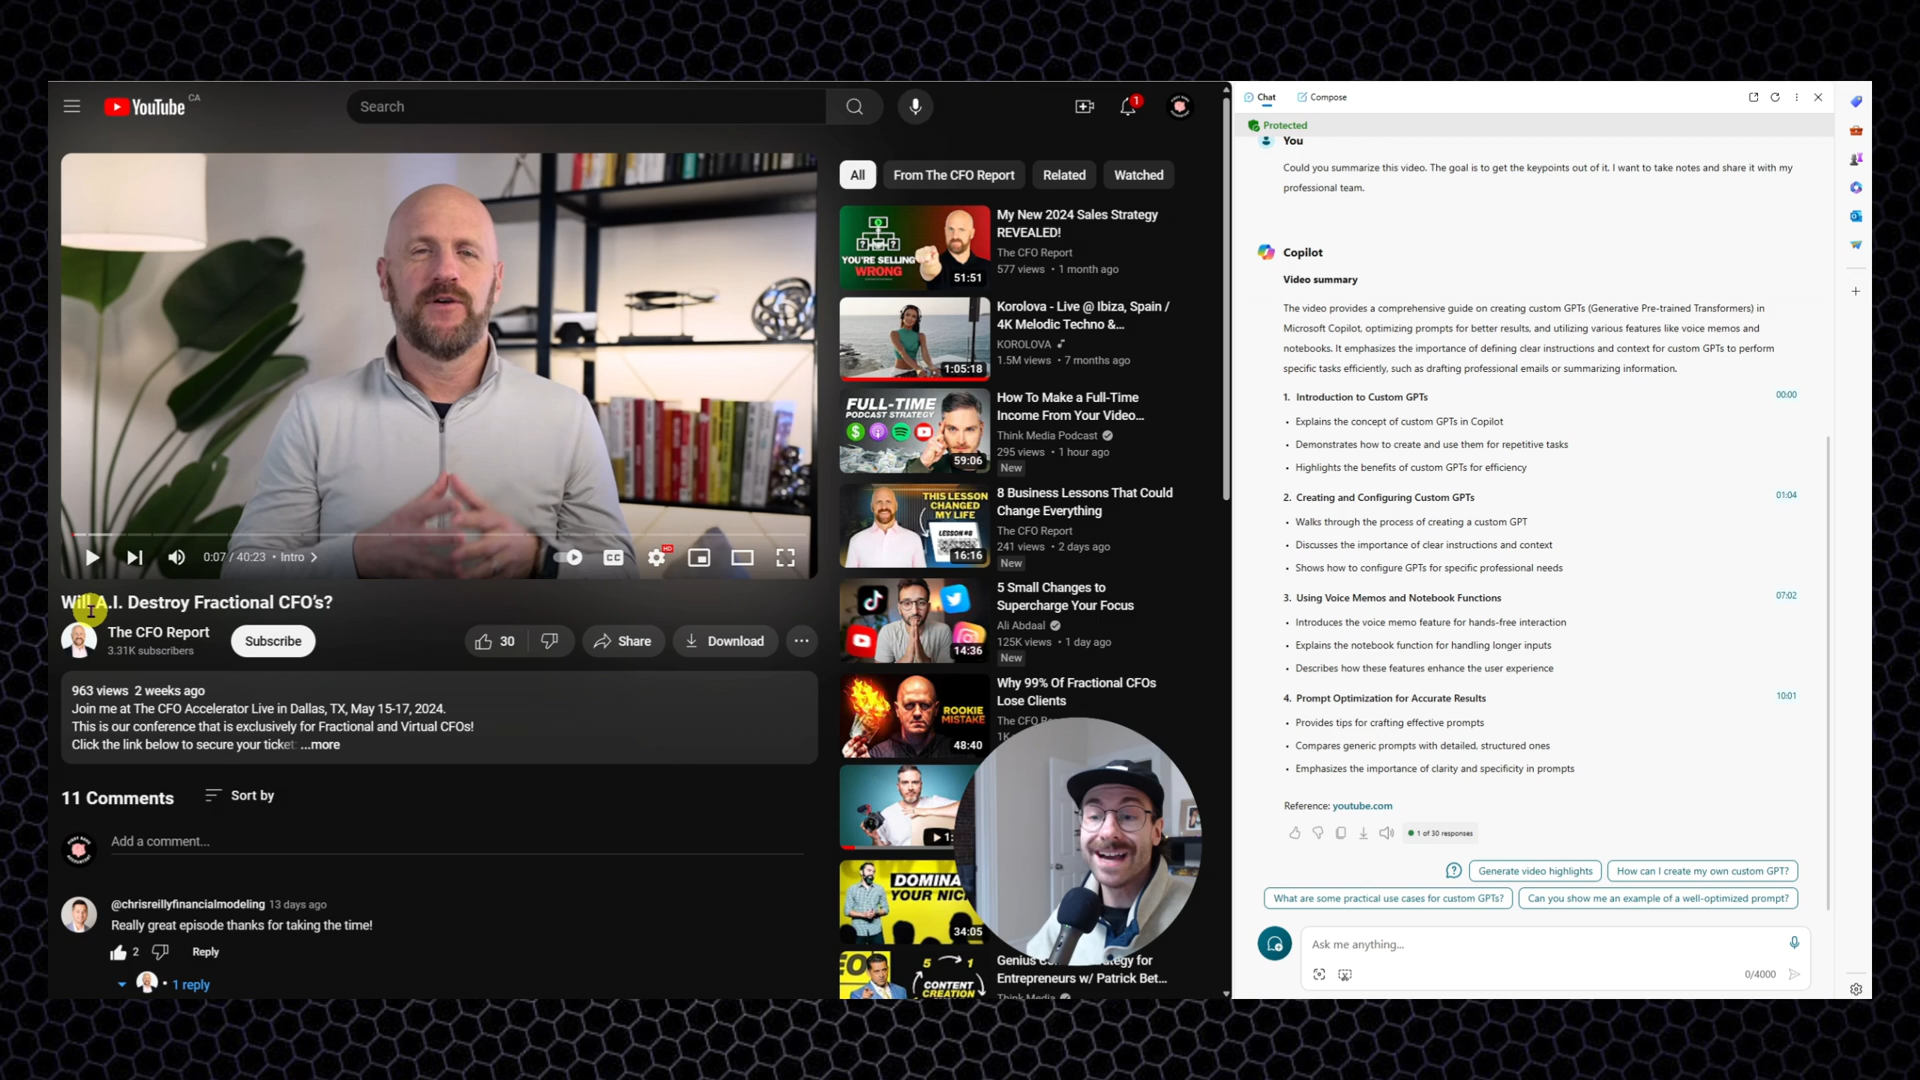 YouTube CA
Search
1
0:07 / 40:23 • Intro
CC
HD
Will A.I. Destroy Fractional CFO's?
The CFO Report
3.31K subscribers
Subscribe
30
Share
Download
963 views 2 weeks ago
Join me at The CFO Accelerator Live in Dallas, TX, May 15-17, 2024.
This is our conference that is exclusively for Fractional and Virtual CFOs!
Click the link below to secure your ticket ...more
11 Comments
Sort by
Add a comment...
@chrisreillyfinancialmodeling 13 days ago
Really great episode thanks for taking the time!
2
Reply
• 1 reply
All
From The CFO Report
Related
Watched
YOU'RE SELLING
WRONG
51:51
My New 2024 Sales Strategy
REVEALED!
The CFO Report
577 views • 1 month ago
1:05:18
Korolova - Live @ Ibiza, Spain /
4K Melodic Techno &...
KOROLOVA
1.5M views • 7 months ago
FULL-TIME
PODCAST STRATEGY
59:06
How To Make a Full-Time
Income From Your Video...
Think Media Podcast
295 views • 1 hour ago
New
THIS LESSON
CHANGED
MY LIFE
LESSON #8
16:16
8 Business Lessons That Could
Change Everything
The CFO Report
241 views • 2 days ago
New
14:36
5 Small Changes to
Supercharge Your Focus
Ali Abdaal
125K views • 1 day ago
New
ROOKIE
MISTAKE
48:40
Why 99% Of Fractional CFOs
Lose Clients
The CFO
DOMINA
YOUR NIC
34:05
5 1
CONTENT
CREATION
Genius
Entrepreneurs w/ Patrick Bet...
Think Media
Chat
Compose
Protected
You
Could you summarize this video. The goal is to get the keypoints out of it. I want to take notes and share it with my
professional team.
Copilot
Video summary
The video provides a comprehensive guide on creating custom GPTs (Generative Pre-trained Transformers) in
Microsoft Copilot, optimizing prompts for better results, and utilizing various features like voice memos and
notebooks. It emphasizes the importance of defining clear instructions and context for custom GPTs to perform
specific tasks efficiently, such as drafting professional emails or summarizing information.
1. Introduction to Custom GPTs 00:00
• Explains the concept of custom GPTs in Copilot
• Demonstrates how to create and use them for repetitive tasks
• Highlights the benefits of custom GPTs for efficiency
2. Creating and Configuring Custom GPTs 01:04
• Walks through the process of creating a custom GPT
• Discusses the importance of clear instructions and context
• Shows how to configure GPTs for specific professional needs
3. Using Voice Memos and Notebook Functions 07:02
• Introduces the voice memo feature for hands-free interaction
• Explains the notebook function for handling longer inputs
• Describes how these features enhance the user experience
4. Prompt Optimization for Accurate Results 10:01
• Provides tips for crafting effective prompts
• Compares generic prompts with detailed, structured ones
• Emphasizes the importance of clarity and specificity in prompts
Reference: youtube.com
1 of 30 responses
Generate video highlights
How can I create my own custom GPT?
What are some practical use cases for custom GPTs?
Can you show me an example of a well-optimized prompt?
Ask me anything...
0/4000